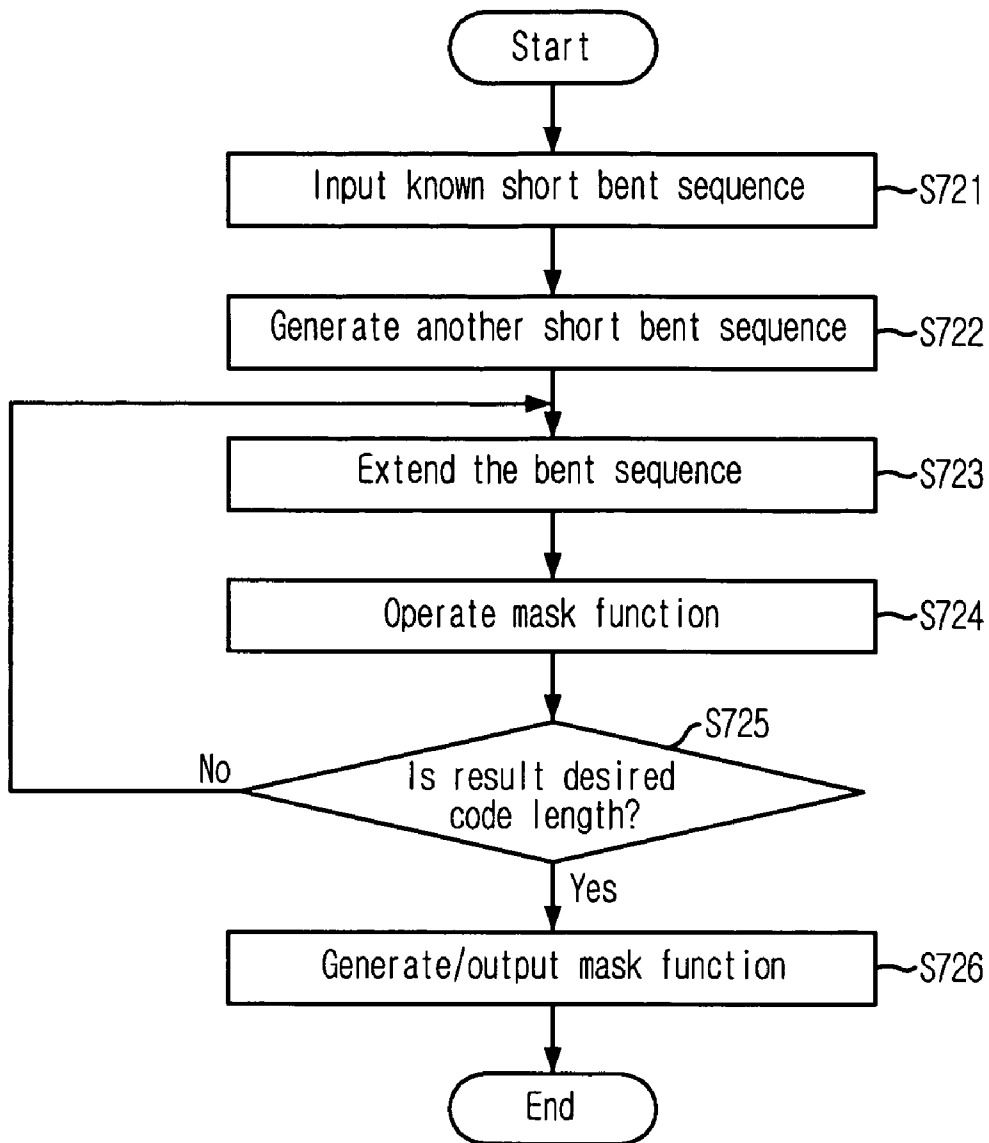 Start
Input known short bent sequence
S721
Generate another short bent sequence
S722
Extend the bent sequence
S723
Operate mask function
S724
S725
No
Is result desired
code length?
Yes
Generate/output mask function
S726
End